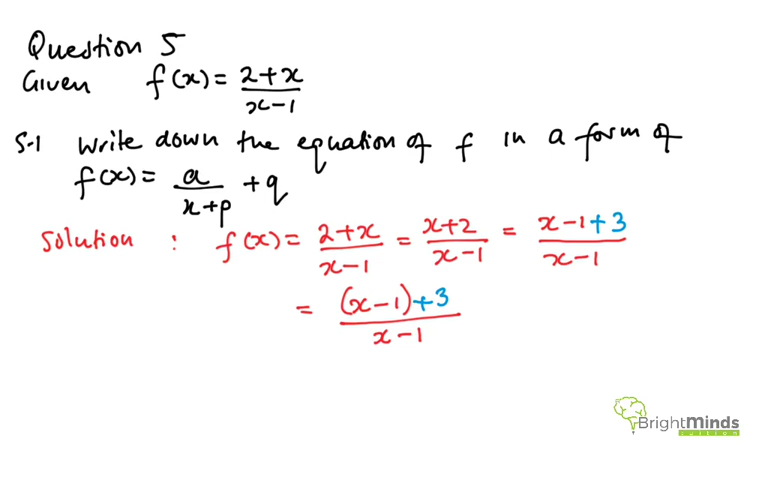 Question 5
Given f(x) = 2+x / x-1
5-1 Write down the equation of f in a form of
f(x) = a / x+p + q
Solution : f(x) = 2+x / x-1 = x+2 / x-1 = x-1+3 / x-1
= (x-1)+3 / x-1
BrightMinds
TUITION